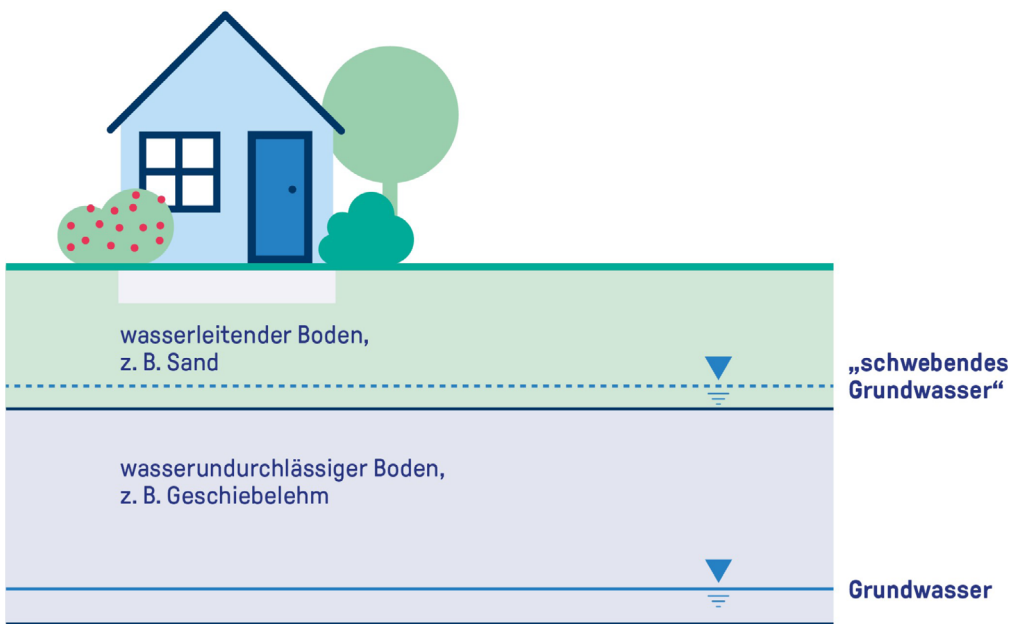 wasserleitender Boden,
z. B. Sand
„schwebendes
Grundwasser“
wasserundurchlässiger Boden,
z. B. Geschiebelehm
Grundwasser